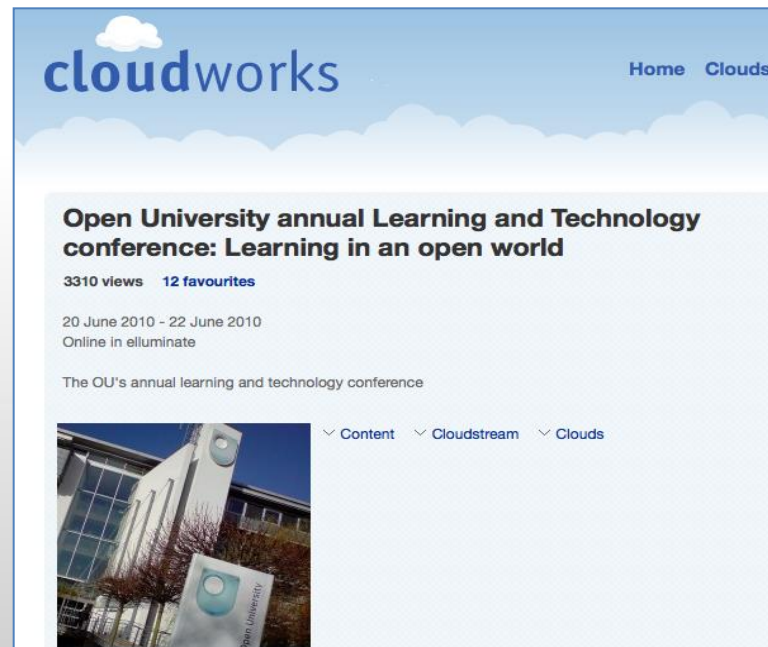 cloudworks
Home Clouds
Open University annual Learning and Technology
conference: Learning in an open world
3310 views 12 favourites
20 June 2010 - 22 June 2010
Online in elluminate
The OU's annual learning and technology conference
Content Cloudstream Clouds
Open University